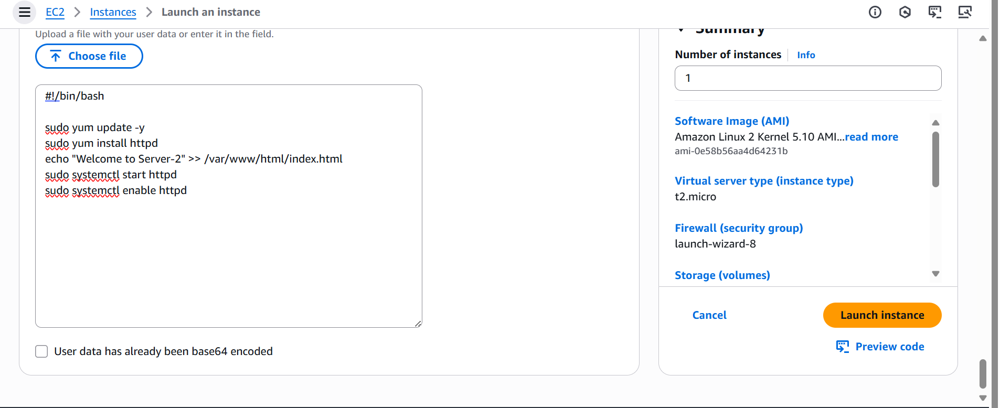 EC2 > Instances > Launch an instance
Upload a file with your user data or enter it in the field.
Choose file
#!/bin/bash
sudo yum update -y
sudo yum install httpd
echo "Welcome to Server-2" >> /var/www/html/index.html
sudo systemctl start httpd
sudo systemctl enable httpd
User data has already been base64 encoded
Summary
Number of instances Info
1
Software Image (AMI)
Amazon Linux 2 Kernel 5.10 AMI...read more
ami-0e58b56aa4d64231b
Virtual server type (instance type)
t2.micro
Firewall (security group)
launch-wizard-8
Storage (volumes)
Cancel
Launch instance
Preview code